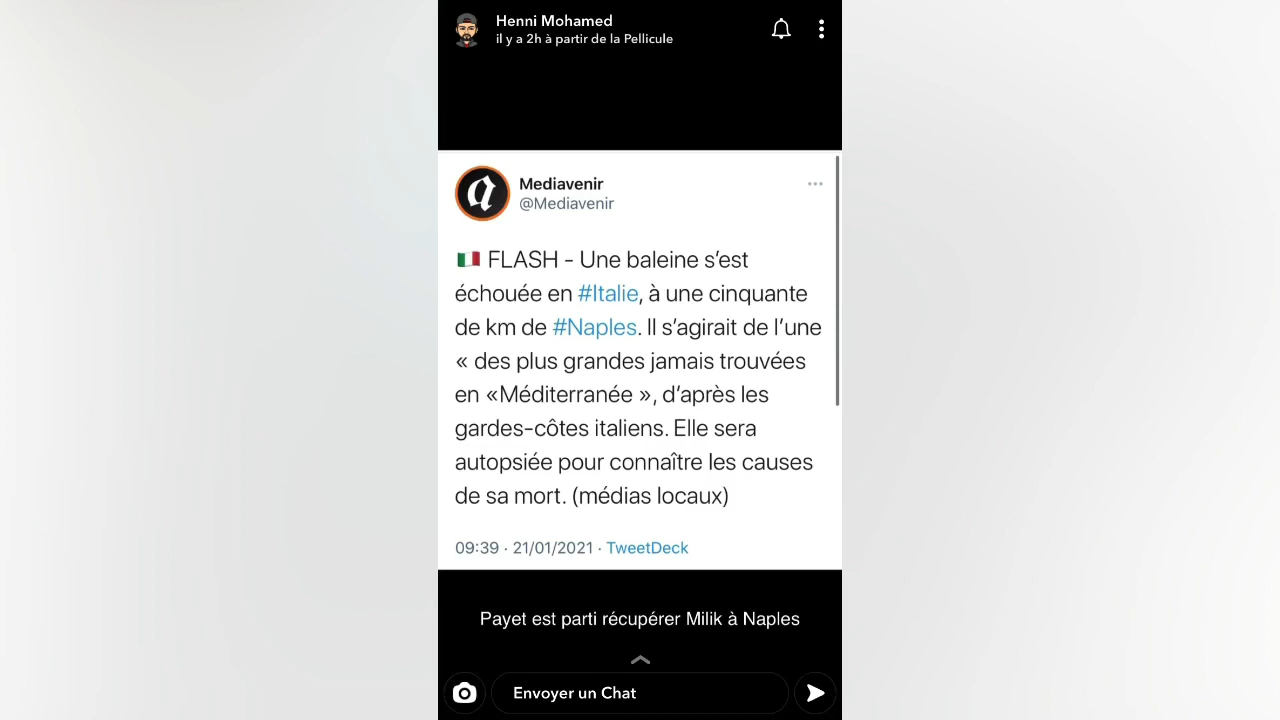 Henni Mohamed
il y a 2h à partir de la Pellicule
Mediavenir
@Mediavenir
🇮🇹 FLASH - Une baleine s’est
échouée en #Italie, à une cinquante
de km de #Naples. Il s’agirait de l’une
« des plus grandes jamais trouvées
en «Méditerranée », d’après les
gardes-côtes italiens. Elle sera
autopsiée pour connaître les causes
de sa mort. (médias locaux)
09:39 · 21/01/2021 · TweetDeck
Payet est parti récupérer Milik à Naples
Envoyer un Chat